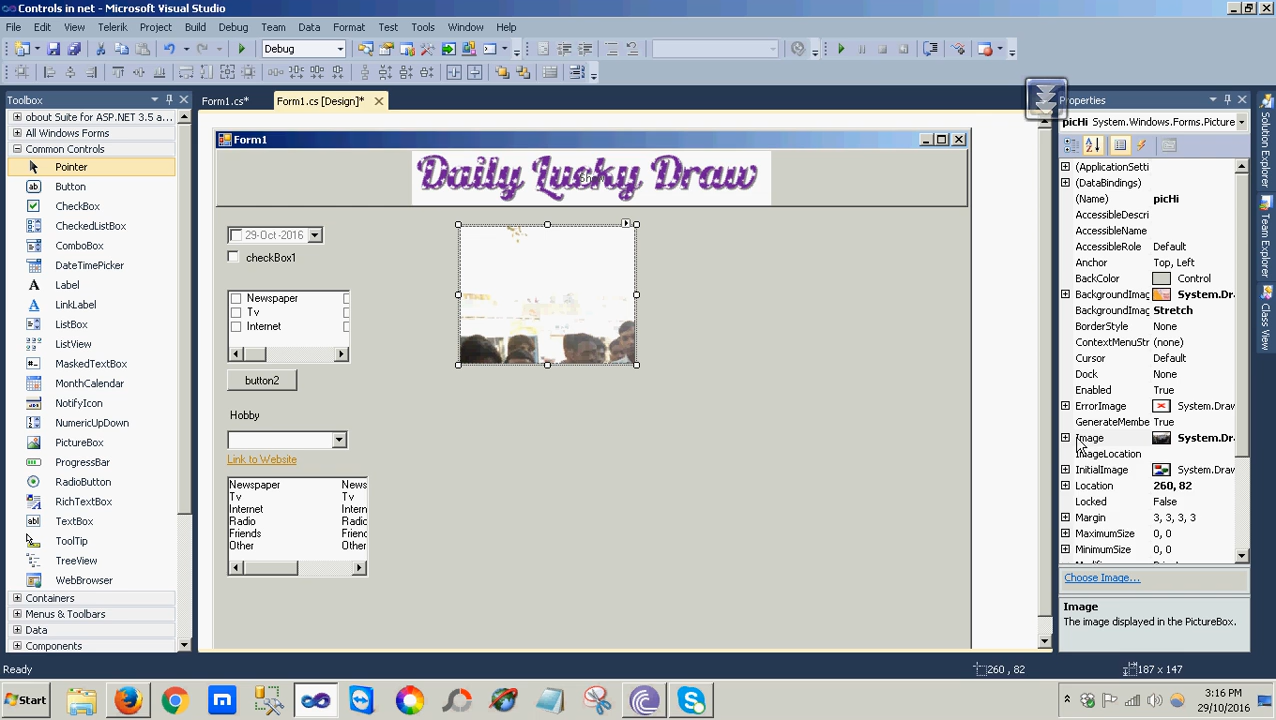 Controls in net - Microsoft Visual Studio
File Edit View Telerik Project Build Debug Team Data Format Test Tools Window Help
Debug
Toolbox
Form1.cs* Form1.cs [Design]*
Properties
obout Suite for ASP.NET 3.5 a...
All Windows Forms
Common Controls
Pointer
Button
CheckBox
CheckedListBox
ComboBox
DateTimePicker
Label
LinkLabel
ListBox
ListView
MaskedTextBox
MonthCalendar
NotifyIcon
NumericUpDown
PictureBox
ProgressBar
RadioButton
RichTextBox
TextBox
ToolTip
TreeView
WebBrowser
Containers
Menus & Toolbars
Data
Components
Form1
Daily Lucky Draw
29-Oct-2016
checkBox1
Newspaper
Tv
Internet
button2
Hobby
Link to Website
Newspaper News
Tv Tv
Internet Intern
Radio Radic
Friends Frienc
Other Other
picHi System.Windows.Forms.Picture
(ApplicationSetti
(DataBindings)
(Name) picHi
AccessibleDescri
AccessibleName
AccessibleRole Default
Anchor Top, Left
BackColor Control
BackgroundImag System.Dr
BackgroundImag Stretch
BorderStyle None
ContextMenuStr (none)
Cursor Default
Dock None
Enabled True
ErrorImage System.Draw
GenerateMembe True
Image System.Dr
ImageLocation
InitialImage System.Draw
Location 260, 82
Locked False
Margin 3, 3, 3, 3
MaximumSize 0, 0
MinimumSize 0, 0
Choose Image...
Image
The image displayed in the PictureBox.
Solution Explorer
Team Explorer
Class View
Ready
260 , 82
187 x 147
Start
3:16 PM
29/10/2016